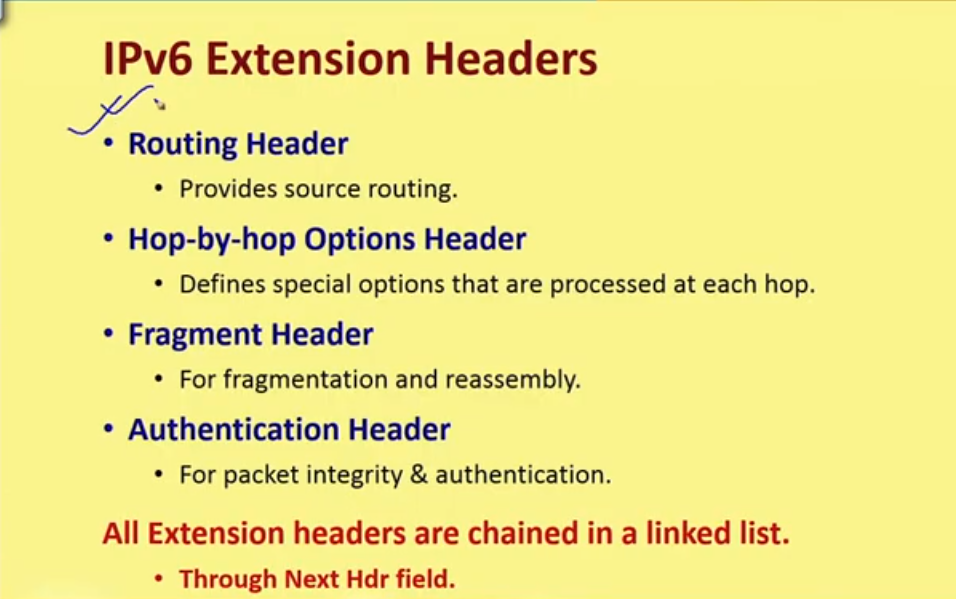 IPv6 Extension Headers
• Routing Header
• Provides source routing.
• Hop-by-hop Options Header
• Defines special options that are processed at each hop.
• Fragment Header
• For fragmentation and reassembly.
• Authentication Header
• For packet integrity & authentication.
All Extension headers are chained in a linked list.
• Through Next Hdr field.